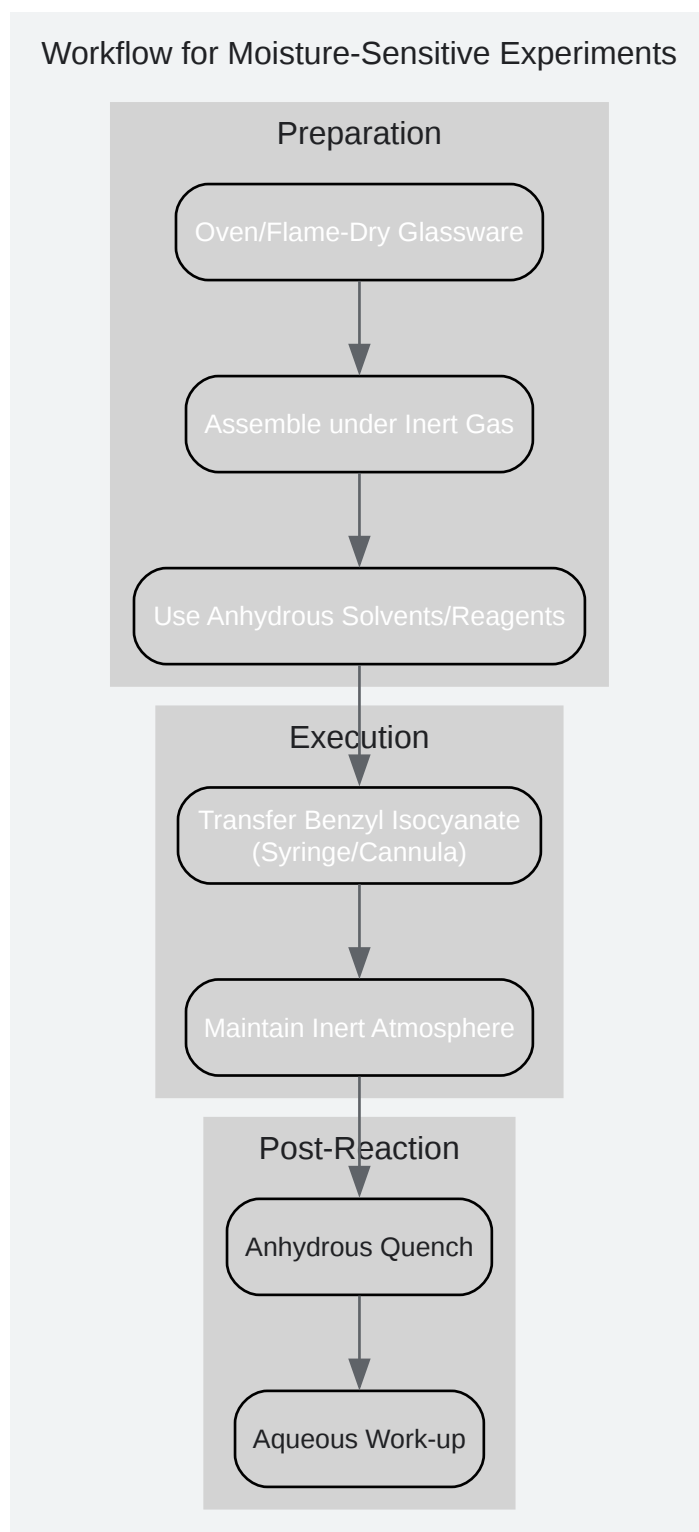 Workflow for Moisture-Sensitive Experiments
Preparation
Oven/Flame-Dry Glassware
Assemble under Inert Gas
Use Anhydrous Solvents/Reagents
Execution
Transfer Benzyl Isocyanate
(Syringe/Cannula)
Maintain Inert Atmosphere
Post-Reaction
Anhydrous Quench
Aqueous Work-up